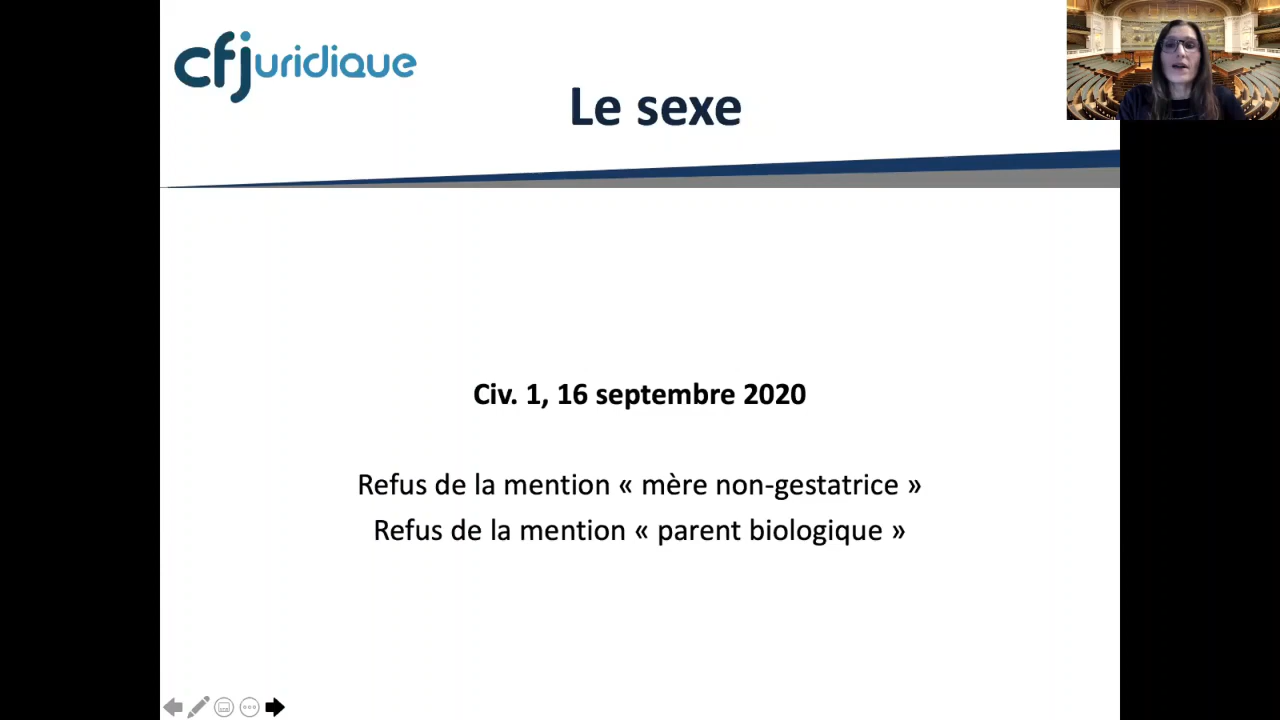 cfjuridique
Le sexe
Civ. 1, 16 septembre 2020
Refus de la mention « mère non-gestatrice »
Refus de la mention « parent biologique »